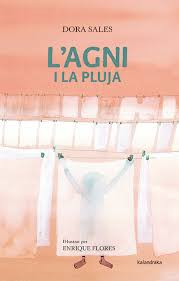 DORA SALES
L'AGNI
I LA PLUJA
Il·lustrat per
ENRIQUE FLORES
kalandraka